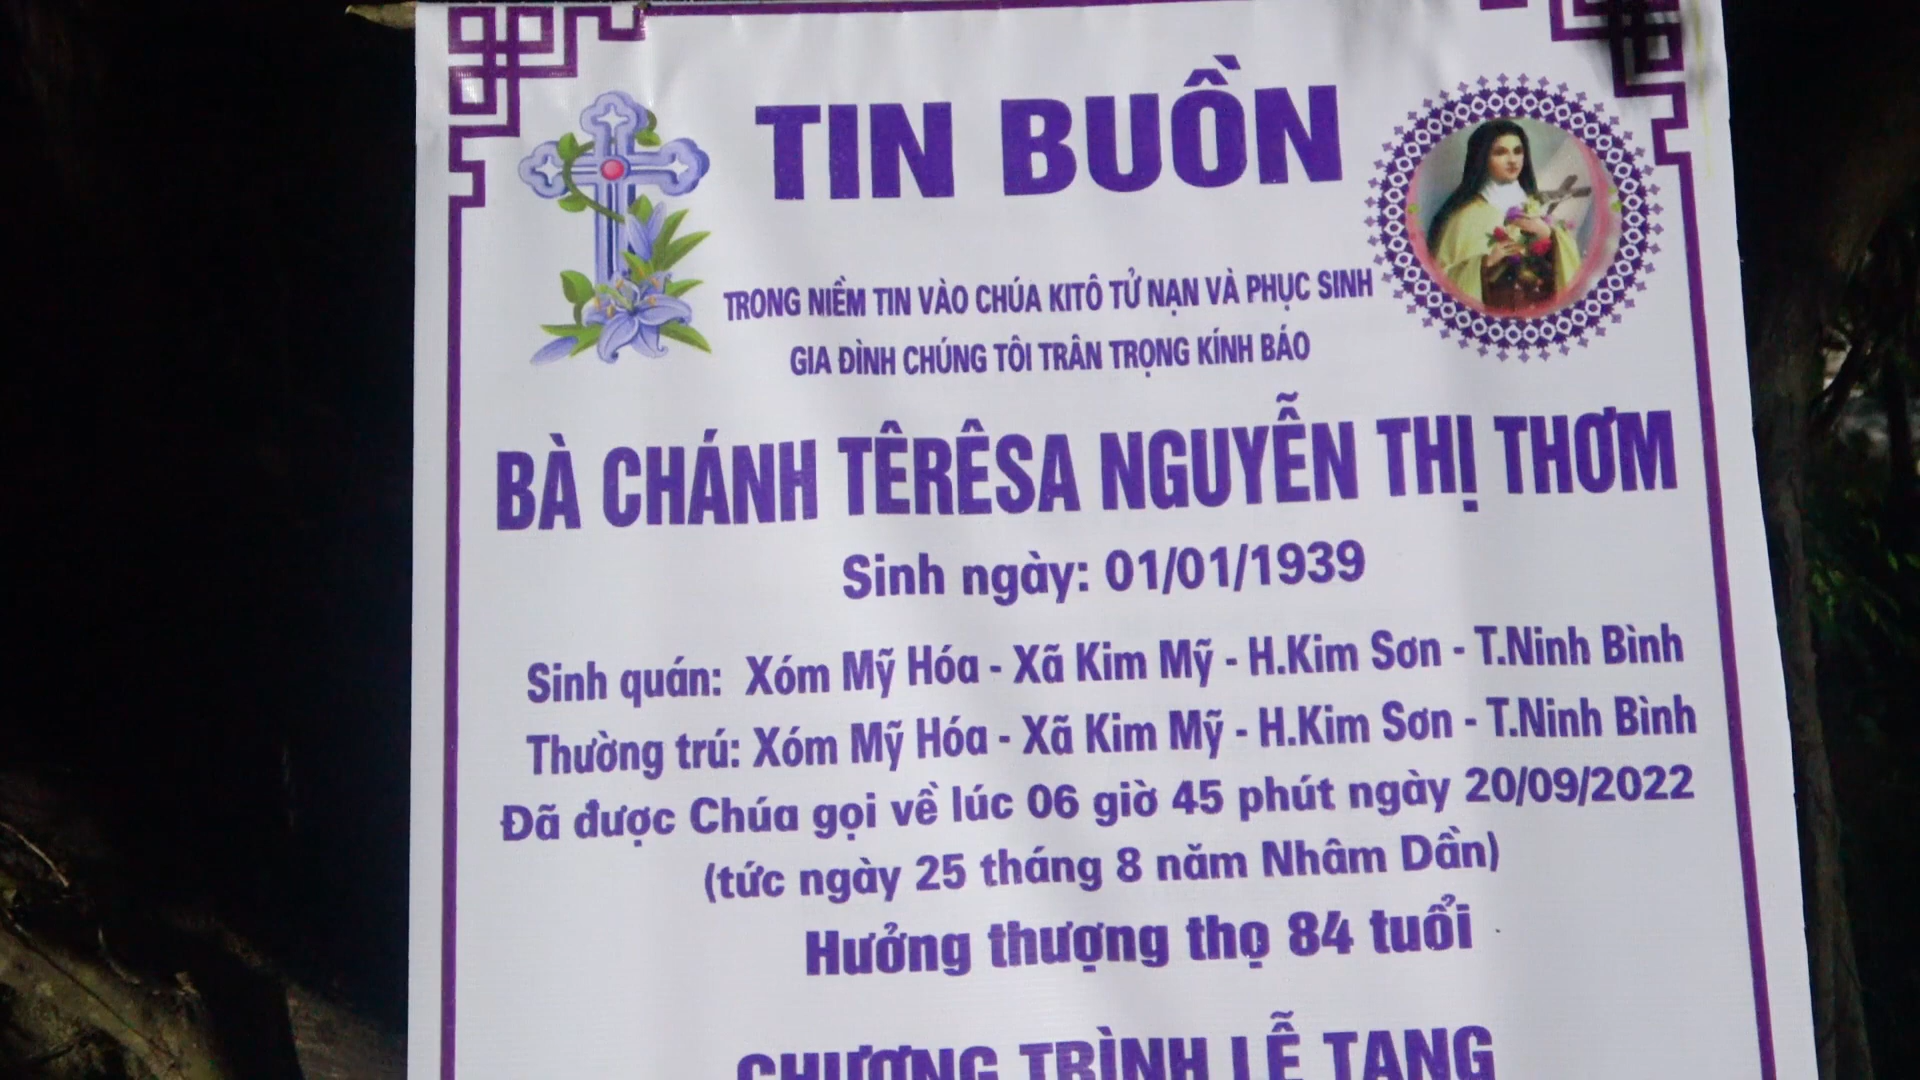 TIN BUỒN
TRONG NIỀM TIN VÀO CHÚA KITÔ TỬ NẠN VÀ PHỤC SINH
GIA ĐÌNH CHÚNG TÔI TRÂN TRỌNG KÍNH BÁO
BÀ CHÁNH TÊRÊSA NGUYỄN THỊ THƠM
Sinh ngày: 01/01/1939
Sinh quán: Xóm Mỹ Hóa - Xã Kim Mỹ - H.Kim Sơn - T.Ninh Bình
Thường trú: Xóm Mỹ Hóa - Xã Kim Mỹ - H.Kim Sơn - T.Ninh Bình
Đã được Chúa gọi về lúc 06 giờ 45 phút ngày 20/09/2022
(tức ngày 25 tháng 8 năm Nhâm Dần)
Hưởng thượng thọ 84 tuổi
CHƯƠNG TRÌNH LỄ TANG